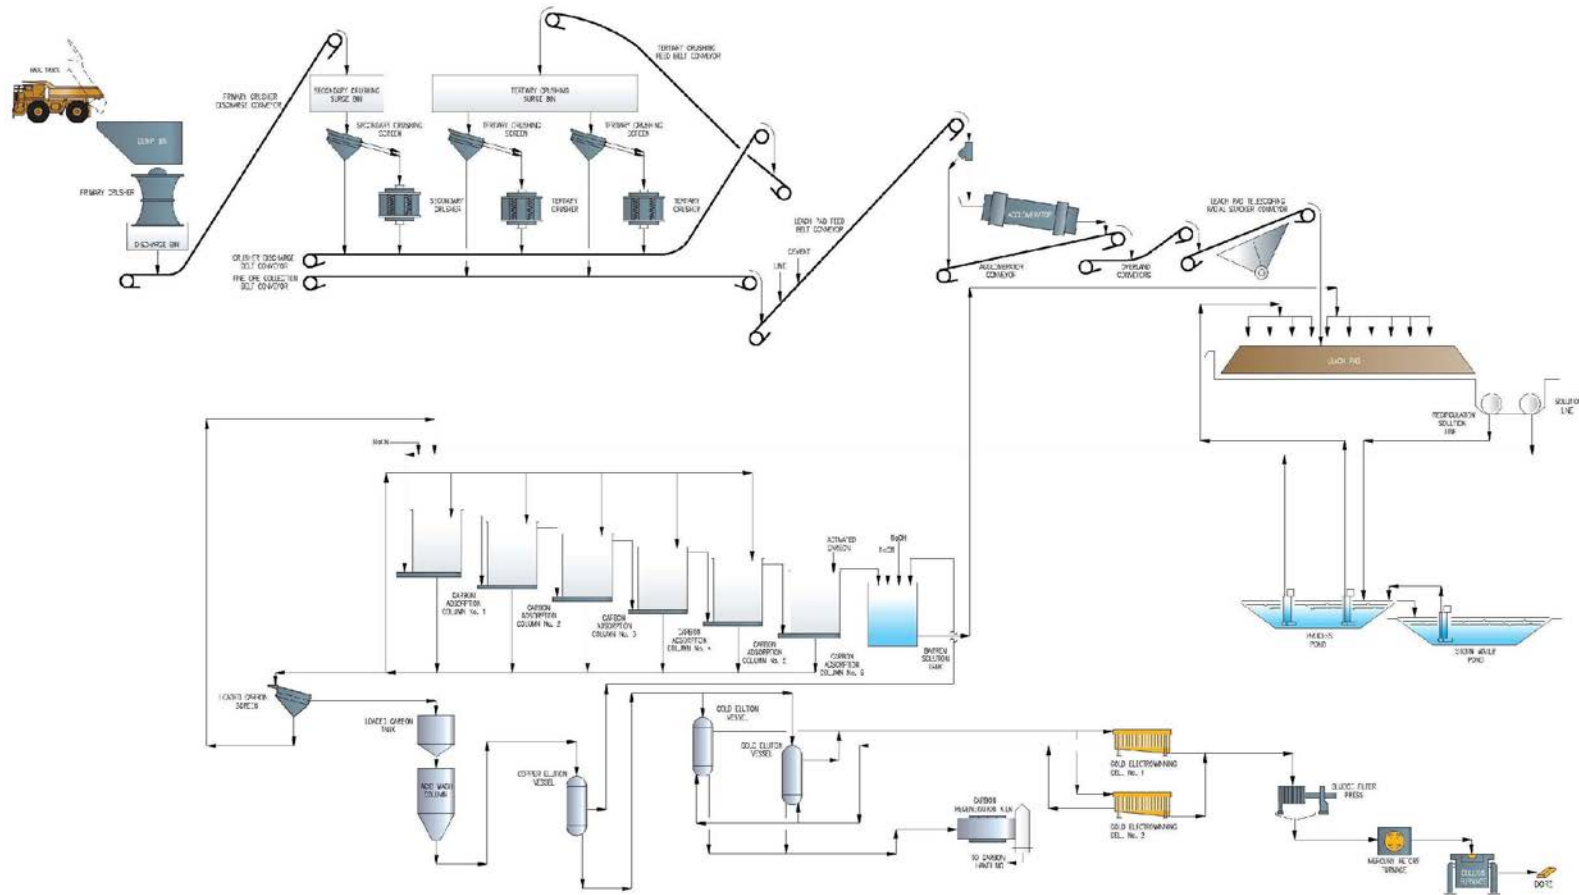 HAUL TRUCK
DUMP BIN
PRIMARY CRUSHER
DISCHARGE BIN
PRIMARY CRUSHER
DISCHARGE CONVEYOR
SECONDARY CRUSHING
SURGE BIN
TERTIARY CRUSHING
SURGE BIN
TERTIARY CRUSHING
FEED BELT CONVEYOR
SECONDARY CRUSHING
SCREEN
TERTIARY CRUSHING
SCREEN
TERTIARY CRUSHING
SCREEN
SECONDARY
CRUSHER
TERTIARY
CRUSHER
TERTIARY
CRUSHER
CRUSHER DISCHARGE
BELT CONVEYOR
FINE ORE COLLECTION
BELT CONVEYOR
LIME
CEMENT
LEACH PAD FEED
BELT CONVEYOR
AGGLOMERATOR
AGGLOMERATOR
CONVEYOR
OVERLAND
CONVEYORS
LEACH PAD TELESCOPING
RADIAL STACKER CONVEYOR
LEACH PAD
RECIRCULATION
SOLUTION
LINE
SOLUTION
LINE
PROCESS
POND
STORM WATER
POND
CARBON
ADSORPTION
COLUMN No. 1
CARBON
ADSORPTION
COLUMN No. 2
CARBON
ADSORPTION
COLUMN No. 3
CARBON
ADSORPTION
COLUMN No. 4
CARBON
ADSORPTION
COLUMN No. 5
CARBON
ADSORPTION
COLUMN No. 6
ACTIVATED
CARBON
NaOH
BARREN
SOLUTION
TANK
LOADED CARBON
SCREEN
LOADED CARBON
TANK
ACID WASH
COLUMN
COPPER ELUTION
VESSEL
GOLD ELUTION
VESSEL
GOLD ELUTION
VESSEL
CARBON
REGENERATION KILN
TO CARBON
HANDLING
GOLD ELECTROWINNING
CELL No. 1
GOLD ELECTROWINNING
CELL No. 2
SLUDGE FILTER
PRESS
MERCURY RETORT
FURNACE
BULLION
FURNACE
DORE